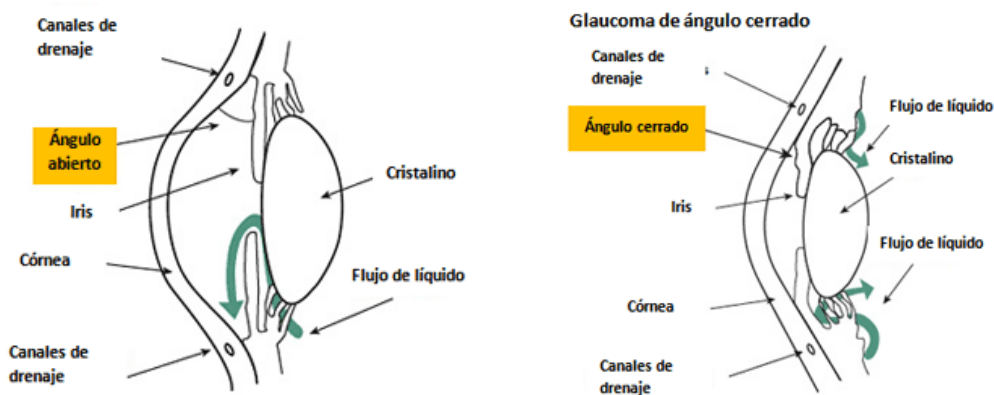 Canales de
drenaje
Ángulo
abierto
Iris
Córnea
Canales de
drenaje
Cristalino
Flujo de líquido
Glaucoma de ángulo cerrado
Canales de
drenaje
Ángulo cerrado
Iris
Córnea
Canales de
drenaje
Flujo de líquido
Cristalino
Flujo de líquido